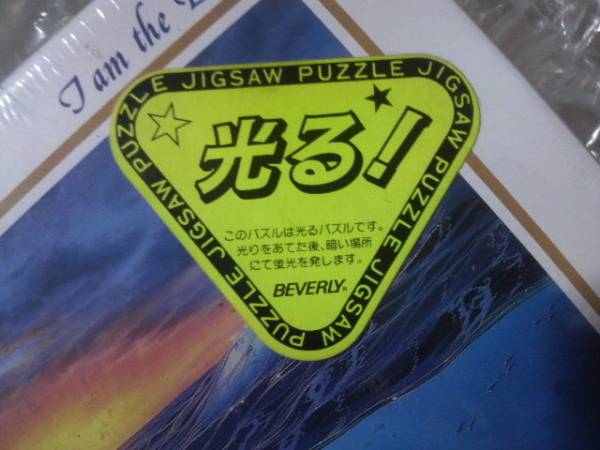 I am the
JIGSAW PUZZLE JIGSAW PUZZLE JIGSAW PUZZLE
光る!
このパズルは光るパズルです。
光りをあてた後、暗い場所
にて蛍光を発します。
BEVERLY